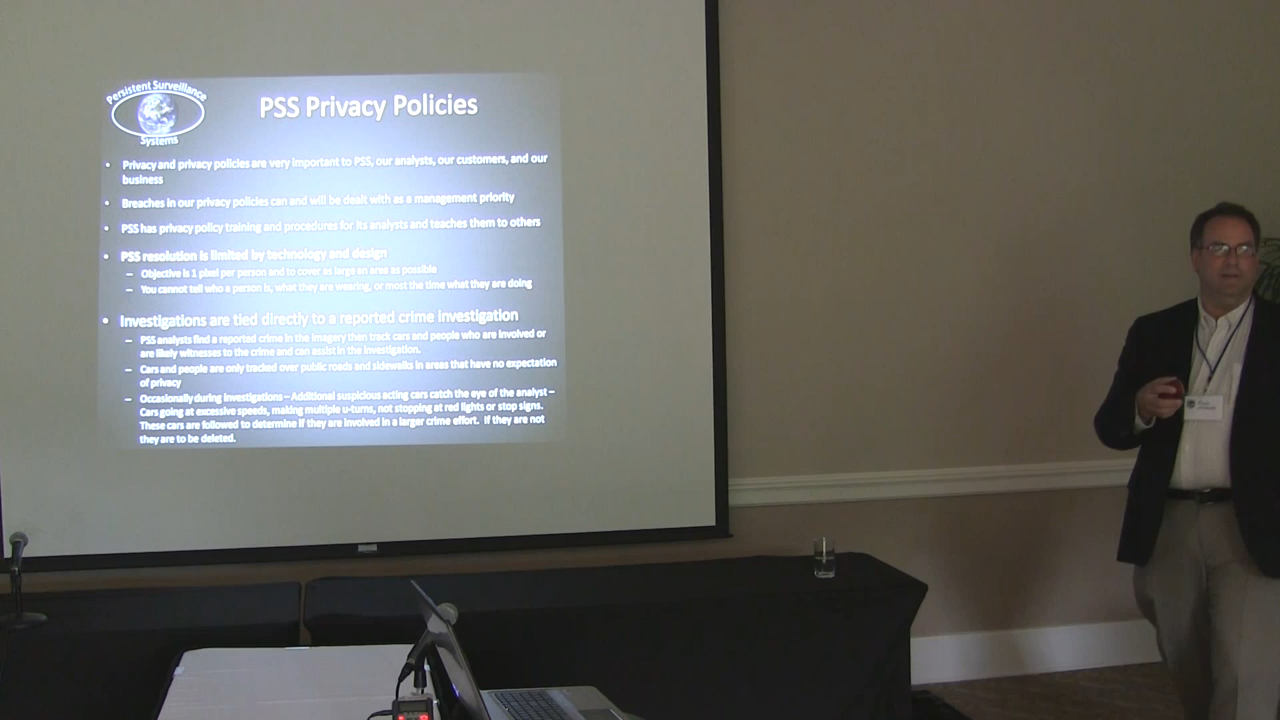 Persistent Surveillance
Systems
PSS Privacy Policies
• Privacy and privacy policies are very important to PSS, our analysts, our customers, and our
business
• Breaches in our privacy policies can and will be dealt with as a management priority
• PSS has privacy policy training and procedures for its analysts and teaches them to others
• PSS resolution is limited by technology and design
– Objective is 1 pixel per person and to cover as large an area as possible
– You cannot tell who a person is, what they are wearing, or most the time what they are doing
• Investigations are tied directly to a reported crime investigation
– PSS analysts find a reported crime in the imagery then track cars and people who are involved or
are likely witnesses to the crime and can assist in the investigation.
– Cars and people are only tracked over public roads and sidewalks in areas that have no expectation
of privacy
– Occasionally during investigations – Additional suspicious acting cars catch the eye of the analyst –
Cars going at excessive speeds, making multiple u-turns, not stopping at red lights or stop signs.
These cars are followed to determine if they are involved in a larger crime effort. If they are not
they are to be deleted.